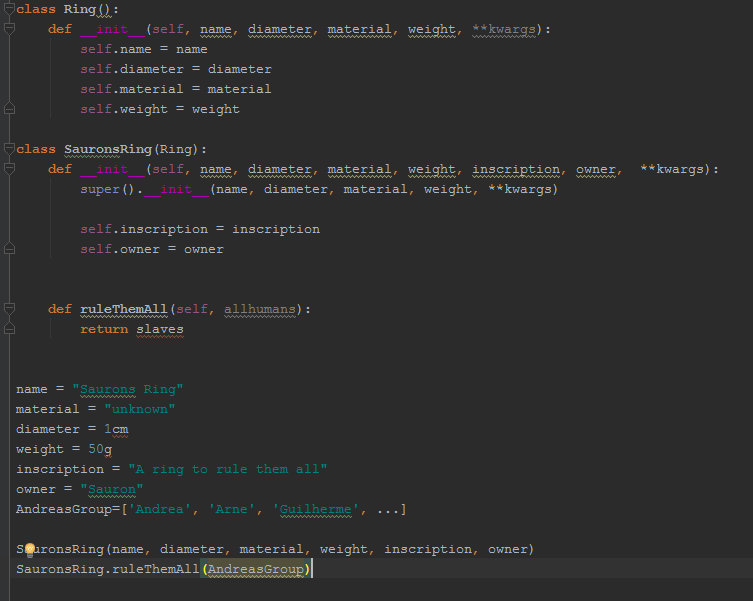 class Ring():
    def __init__(self, name, diameter, material, weight, **kwargs):
        self.name = name
        self.diameter = diameter
        self.material = material
        self.weight = weight
class SauronsRing(Ring):
    def __init__(self, name, diameter, material, weight, inscription, owner,  **kwargs):
        super().__init__(name, diameter, material, weight, **kwargs)
        self.inscription = inscription
        self.owner = owner
    def ruleThemAll(self, allhumans):
        return slaves
name = "Saurons Ring"
material = "unknown"
diameter = 1cm
weight = 50g
inscription = "A ring to rule them all"
owner = "Sauron"
AndreasGroup=['Andrea', 'Arne', 'Guilherme', ...]
SauronsRing(name, diameter, material, weight, inscription, owner)
SauronsRing.ruleThemAll(AndreasGroup)